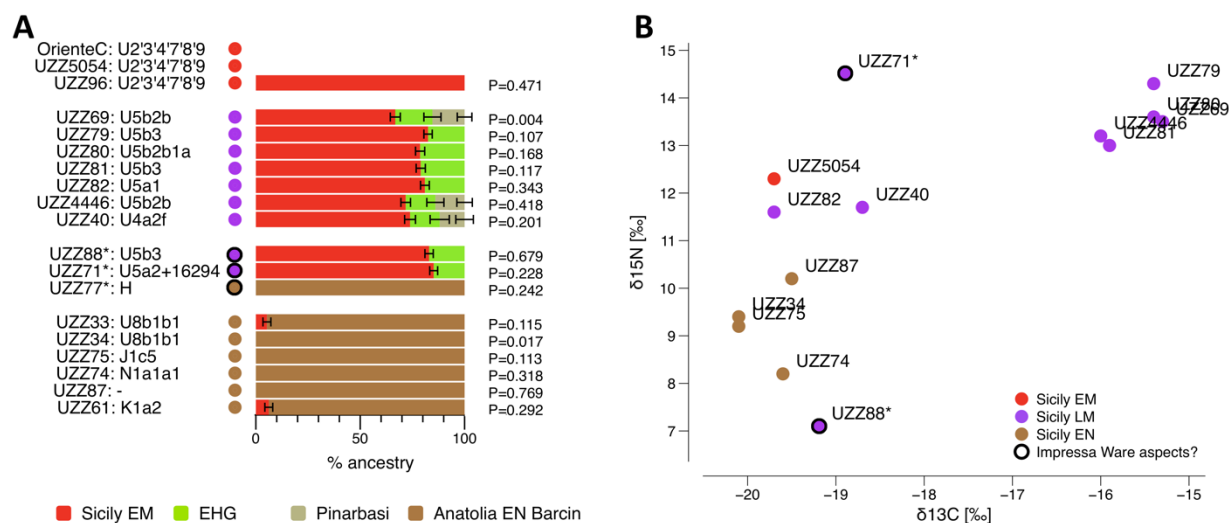 A
OrienteC: U2'3'4'7'8'9
UZZ5054: U2'3'4'7'8'9
UZZ96: U2'3'4'7'8'9 P=0.471
UZZ69: U5b2b P=0.004
UZZ79: U5b3 P=0.107
UZZ80: U5b2b1a P=0.168
UZZ81: U5b3 P=0.117
UZZ82: U5a1 P=0.343
UZZ4446: U5b2b P=0.418
UZZ40: U4a2f P=0.201
UZZ88*: U5b3 P=0.679
UZZ71*: U5a2+16294 P=0.228
UZZ77*: H P=0.242
UZZ33: U8b1b1 P=0.115
UZZ34: U8b1b1 P=0.017
UZZ75: J1c5 P=0.113
UZZ74: N1a1a1 P=0.318
UZZ87: - P=0.769
UZZ61: K1a2 P=0.292
0 50 100
% ancestry
Sicily EM EHG Pinarbasi Anatolia EN Barcin
B
15
14
13
12
11
10
9
8
7
δ15N [‰]
UZZ71*
UZZ79
UZZ80
UZZ69
UZZ4446
UZZ81
UZZ5054
UZZ82
UZZ40
UZZ87
UZZ34
UZZ75
UZZ74
UZZ88*
Sicily EM
Sicily LM
Sicily EN
Impressa Ware aspects?
−20 −19 −18 −17 −16 −15
δ13C [‰]